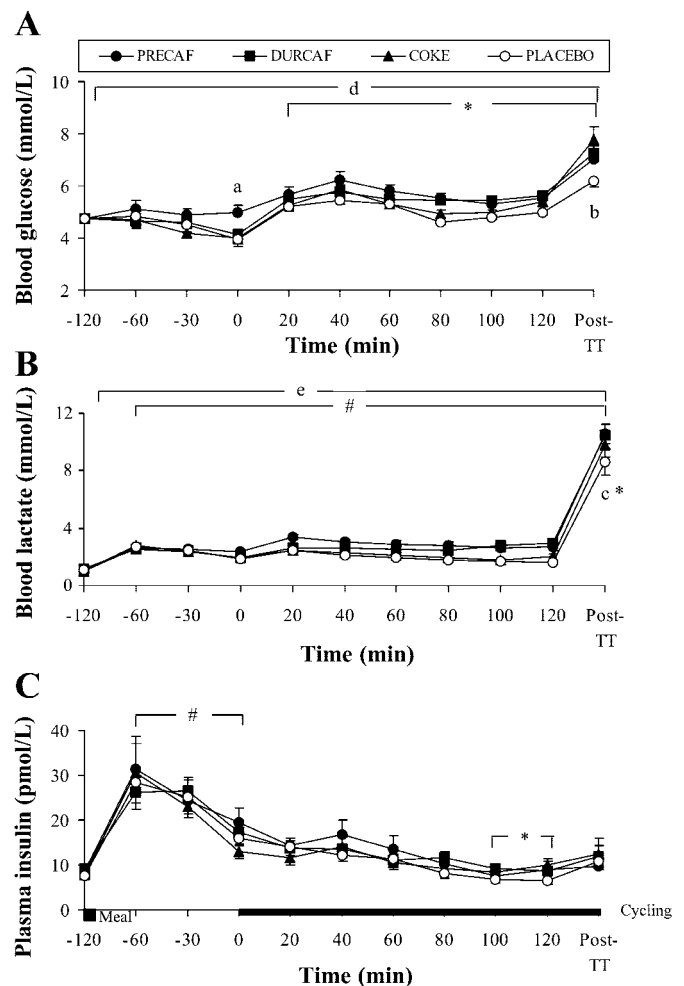 A
PRECAF DURCAF COKE PLACEBO
Blood glucose (mmol/L)
10
8
6
4
2
d
*
a
b
-120 -60 -30 0 20 40 60 80 100 120 Post-TT
Time (min)
B
Blood lactate (mmol/L)
12
8
4
0
e
#
c *
-120 -60 -30 0 20 40 60 80 100 120 Post-TT
Time (min)
C
Plasma insulin (pmol/L)
40
30
20
10
0
#
*
Meal
Cycling
-120 -60 -30 0 20 40 60 80 100 120 Post-TT
Time (min)